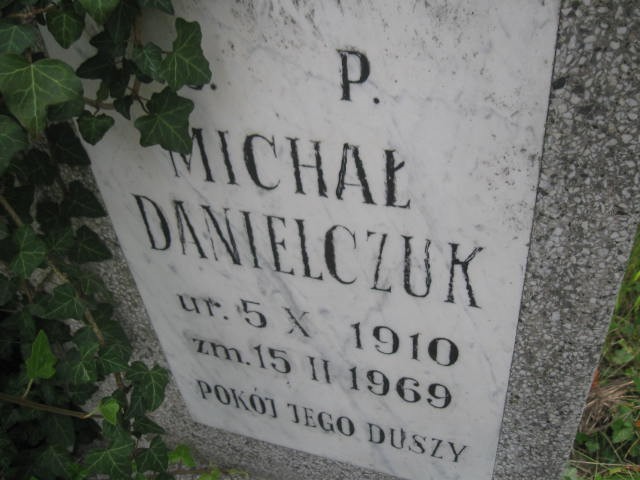 P.
MICHAŁ
DANIELCZUK
ur. 5 X 1910
zm. 15 II 1969
POKÓJ JEGO DUSZY